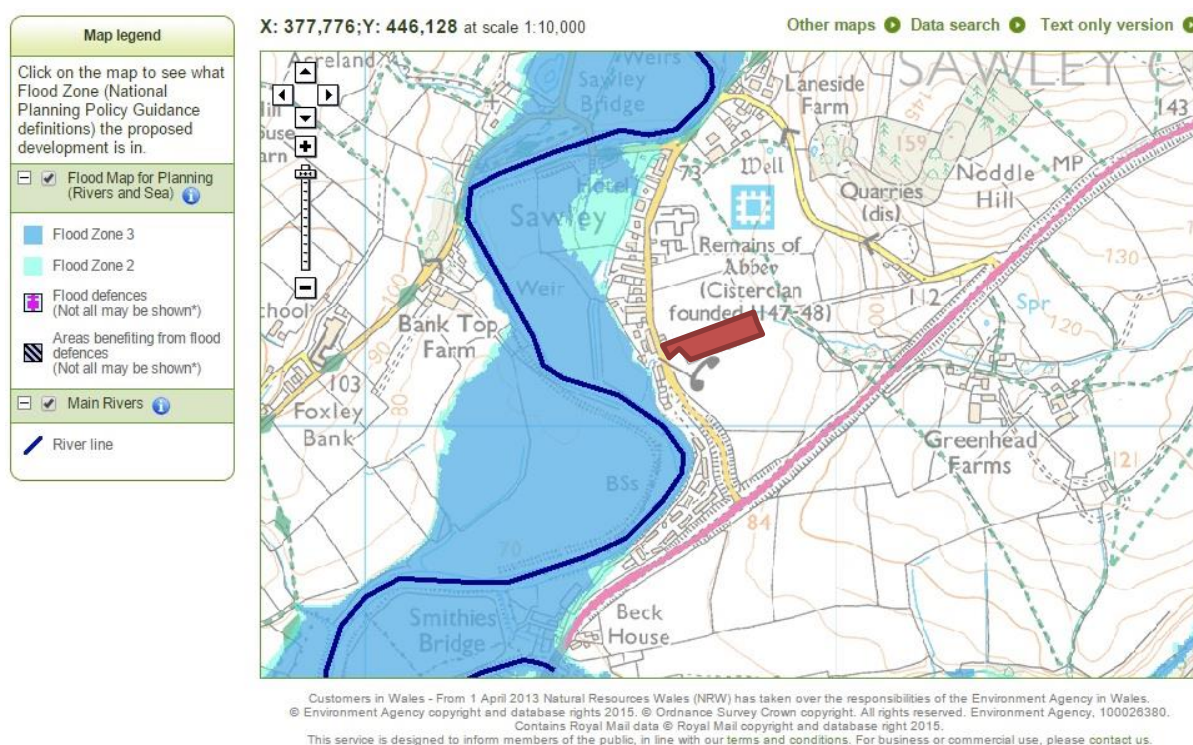 Map legend
Click on the map to see what
Flood Zone (National
Planning Policy Guidance
definitions) the proposed
development is in.
Flood Map for Planning
(Rivers and Sea)
Flood Zone 3
Flood Zone 2
Flood defences
(Not all may be shown*)
Areas benefiting from flood
defences
(Not all may be shown*)
Main Rivers
River line
X: 377,776;Y: 446,128 at scale 1:10,000
Other maps Data search Text only version
Acreland
Weirs
Sawley
Bridge
SAWLEY C
Laneside
Farm
145
143
159
MP
Noddle
Hill
Well
73
Hotel
Quarries
(dis)
Sawley
Remains of
Abbey
(Cistercian
founded 1147-48)
130
Weir
112
100
Spr
120
Bank Top
Farm
100
90
80
103
Foxley
Bank
Greenhead
Farms
121
BSs
84
70
Smithies
Bridge
Beck
House
Customers in Wales - From 1 April 2013 Natural Resources Wales (NRW) has taken over the responsibilities of the Environment Agency in Wales.
© Environment Agency copyright and database rights 2015. © Ordnance Survey Crown copyright. All rights reserved. Environment Agency, 100026380.
Contains Royal Mail data © Royal Mail copyright and database right 2015.
This service is designed to inform members of the public, in line with our terms and conditions. For business or commercial use, please contact us.